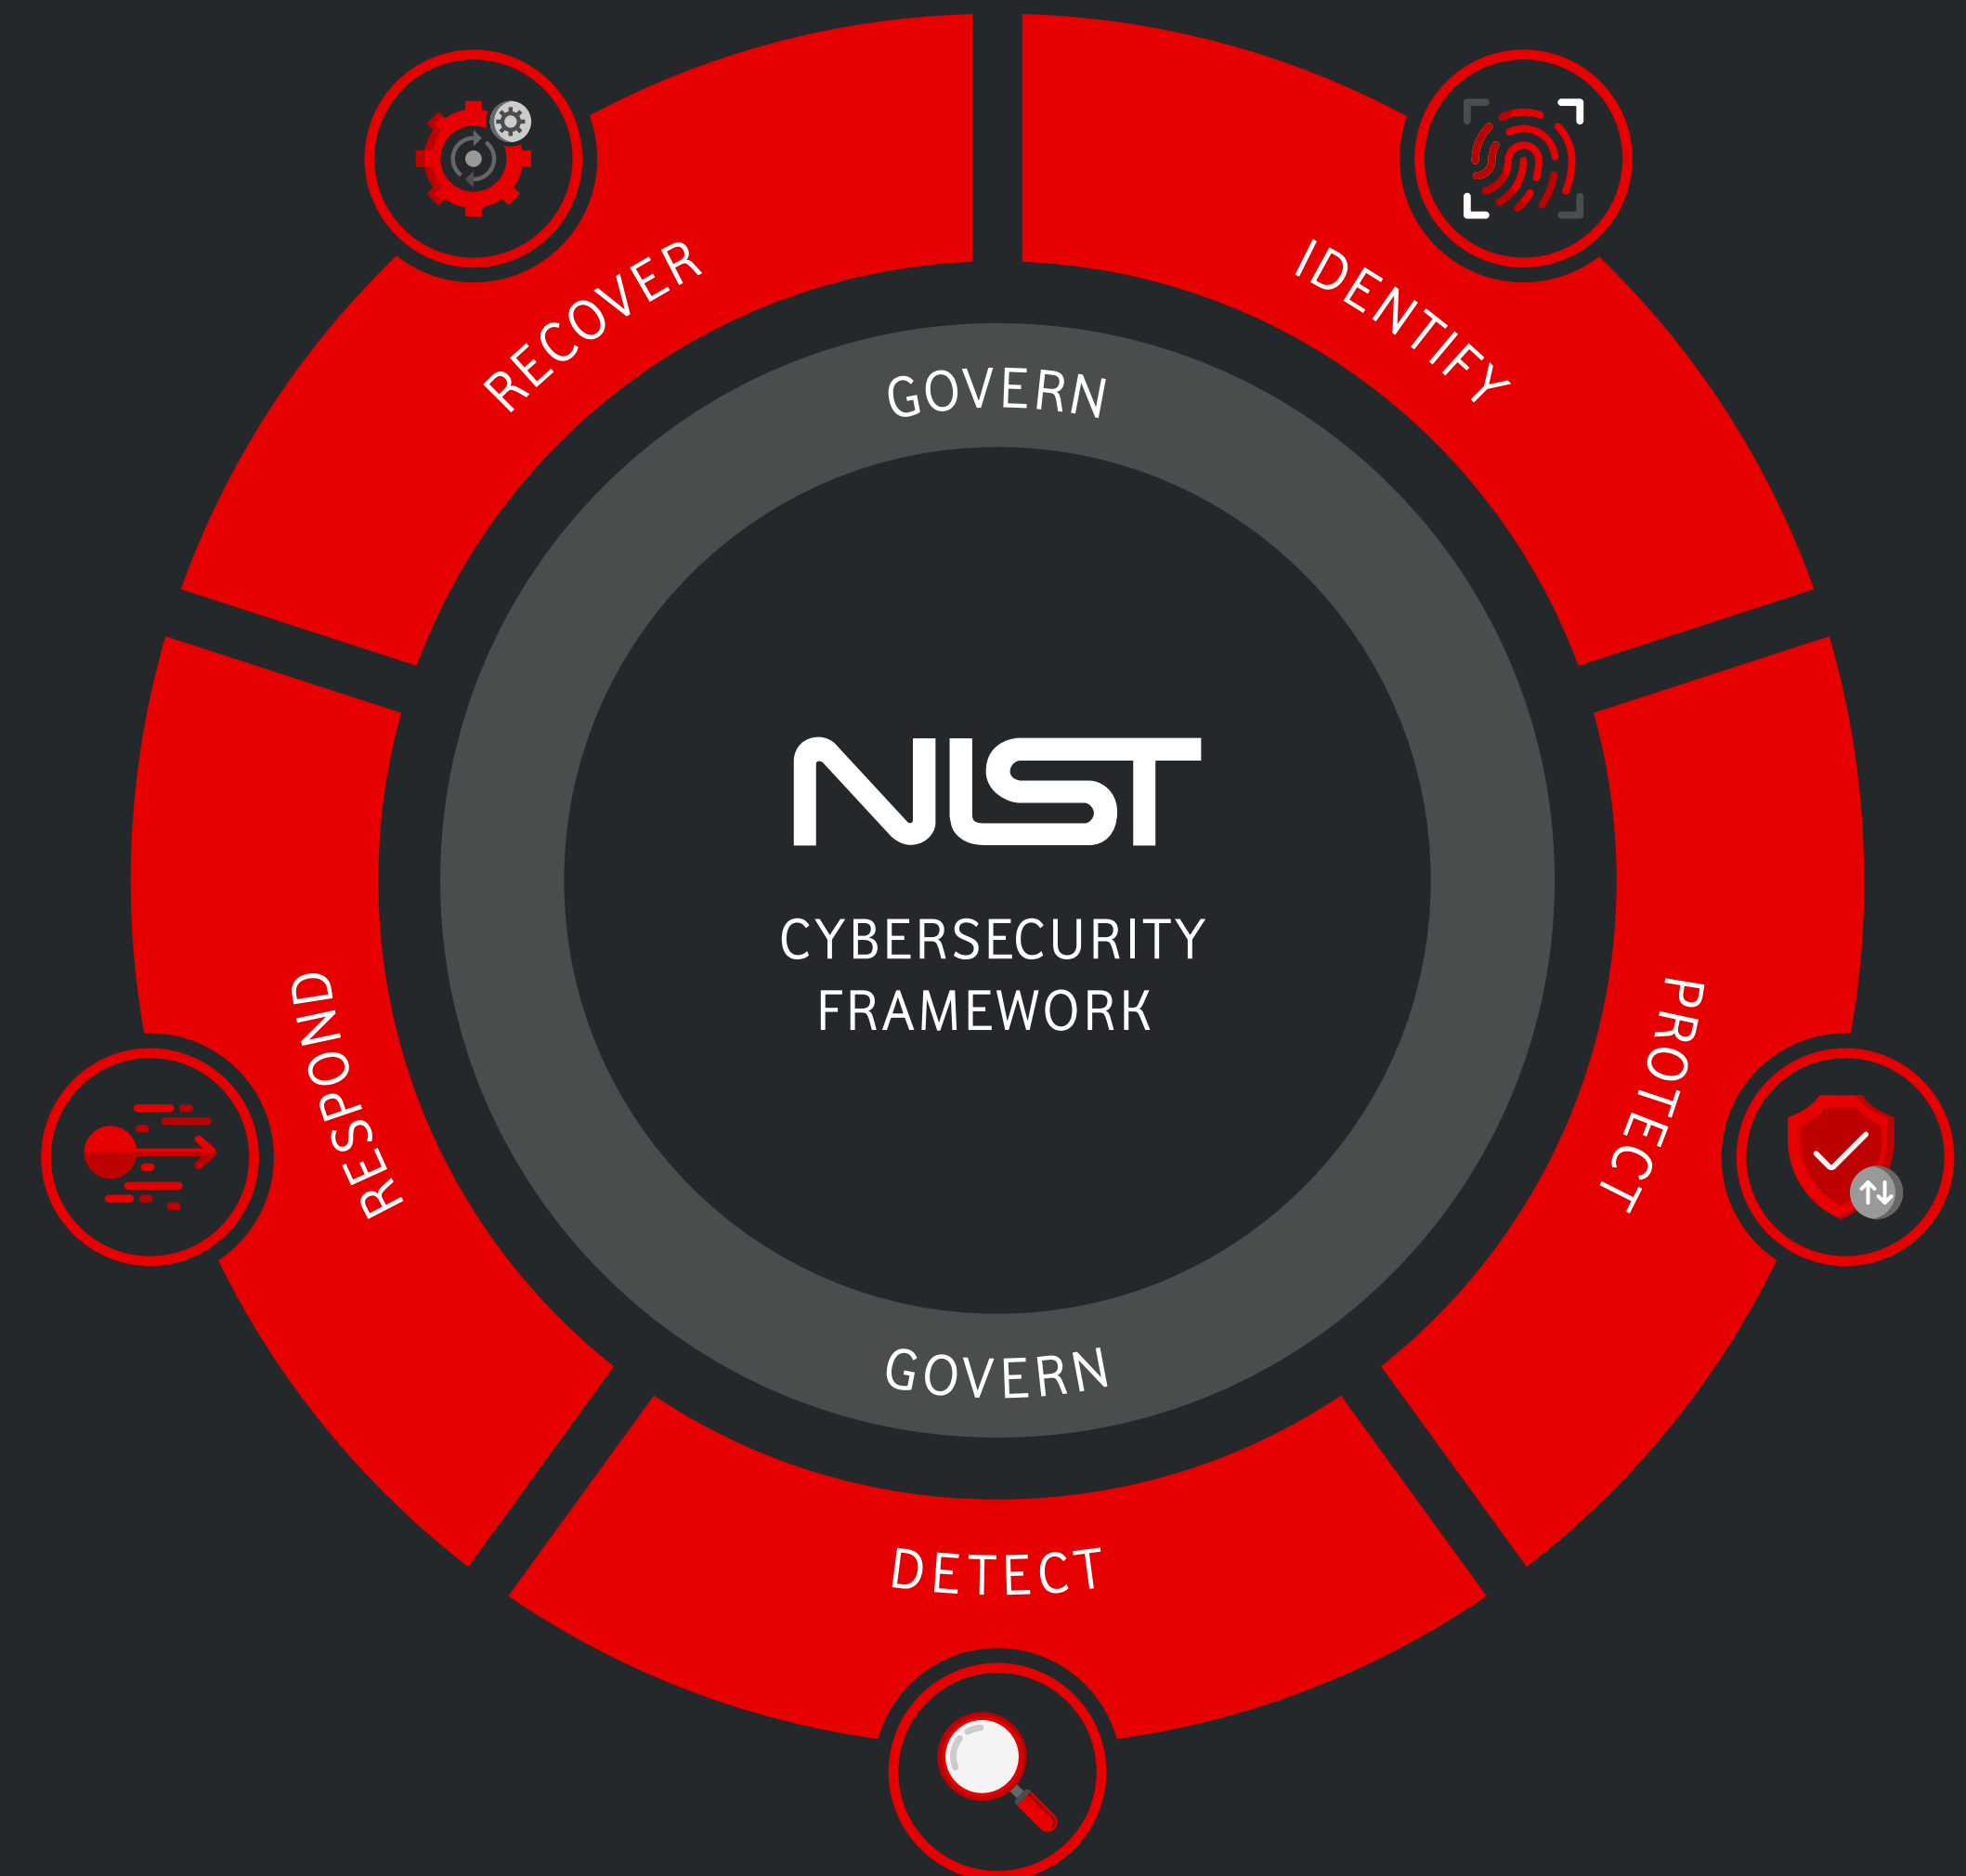 RECOVER
IDENTIFY
GOVERN
NIST
CYBERSECURITY
FRAMEWORK
RESPOND
PROTECT
GOVERN
DETECT